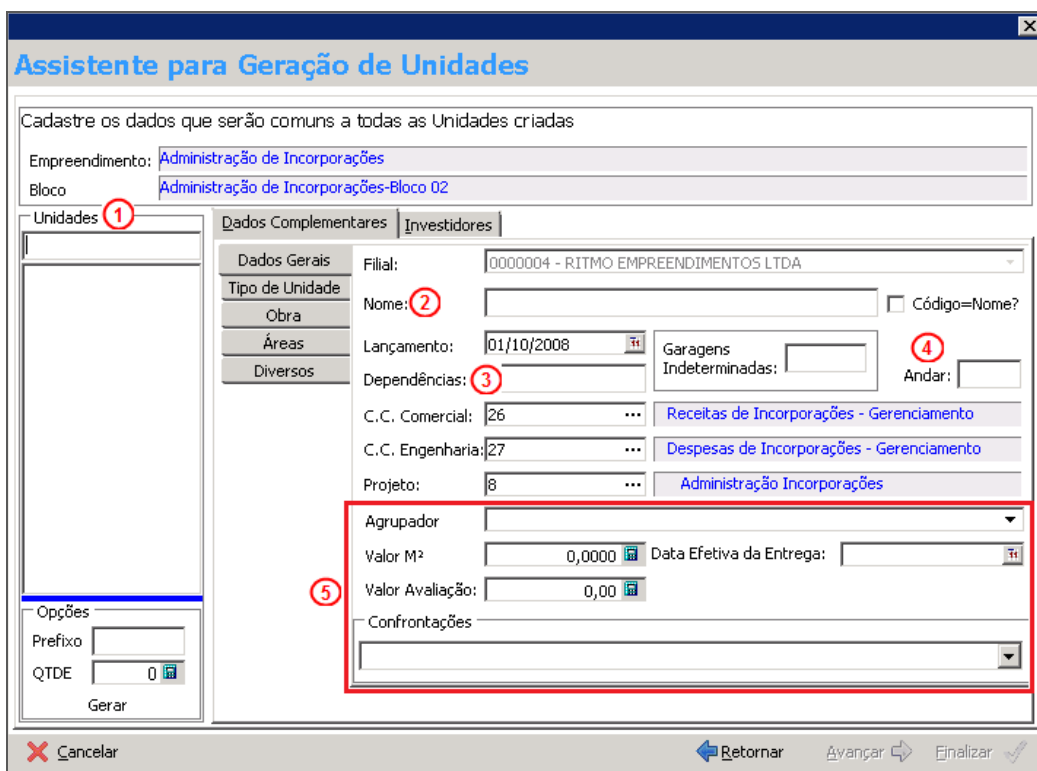 Assistente para Geração de Unidades
Cadastre os dados que serão comuns a todas as Unidades criadas
Empreendimento: Administração de Incorporações
Bloco Administração de Incorporações-Bloco 02
Unidades 1
Dados Complementares Investidores
Dados Gerais
Tipo de Unidade
Obra
Áreas
Diversos
Filial: 0000004 - RITMO EMPREENDIMENTOS LTDA
Nome: 2 Código=Nome?
Lançamento: 01/10/2008
Garagens
Indeterminadas:
4
Andar:
Dependências: 3
C.C. Comercial: 26 ... Receitas de Incorporações - Gerenciamento
C.C. Engenharia: 27 ... Despesas de Incorporações - Gerenciamento
Projeto: 8 ... Administração Incorporações
5
Agrupador
Valor M² 0,0000 Data Efetiva da Entrega:
Valor Avaliação: 0,00
Confrontações
Opções
Prefixo
QTDE 0
Gerar
Cancelar Retornar Avançar Finalizar